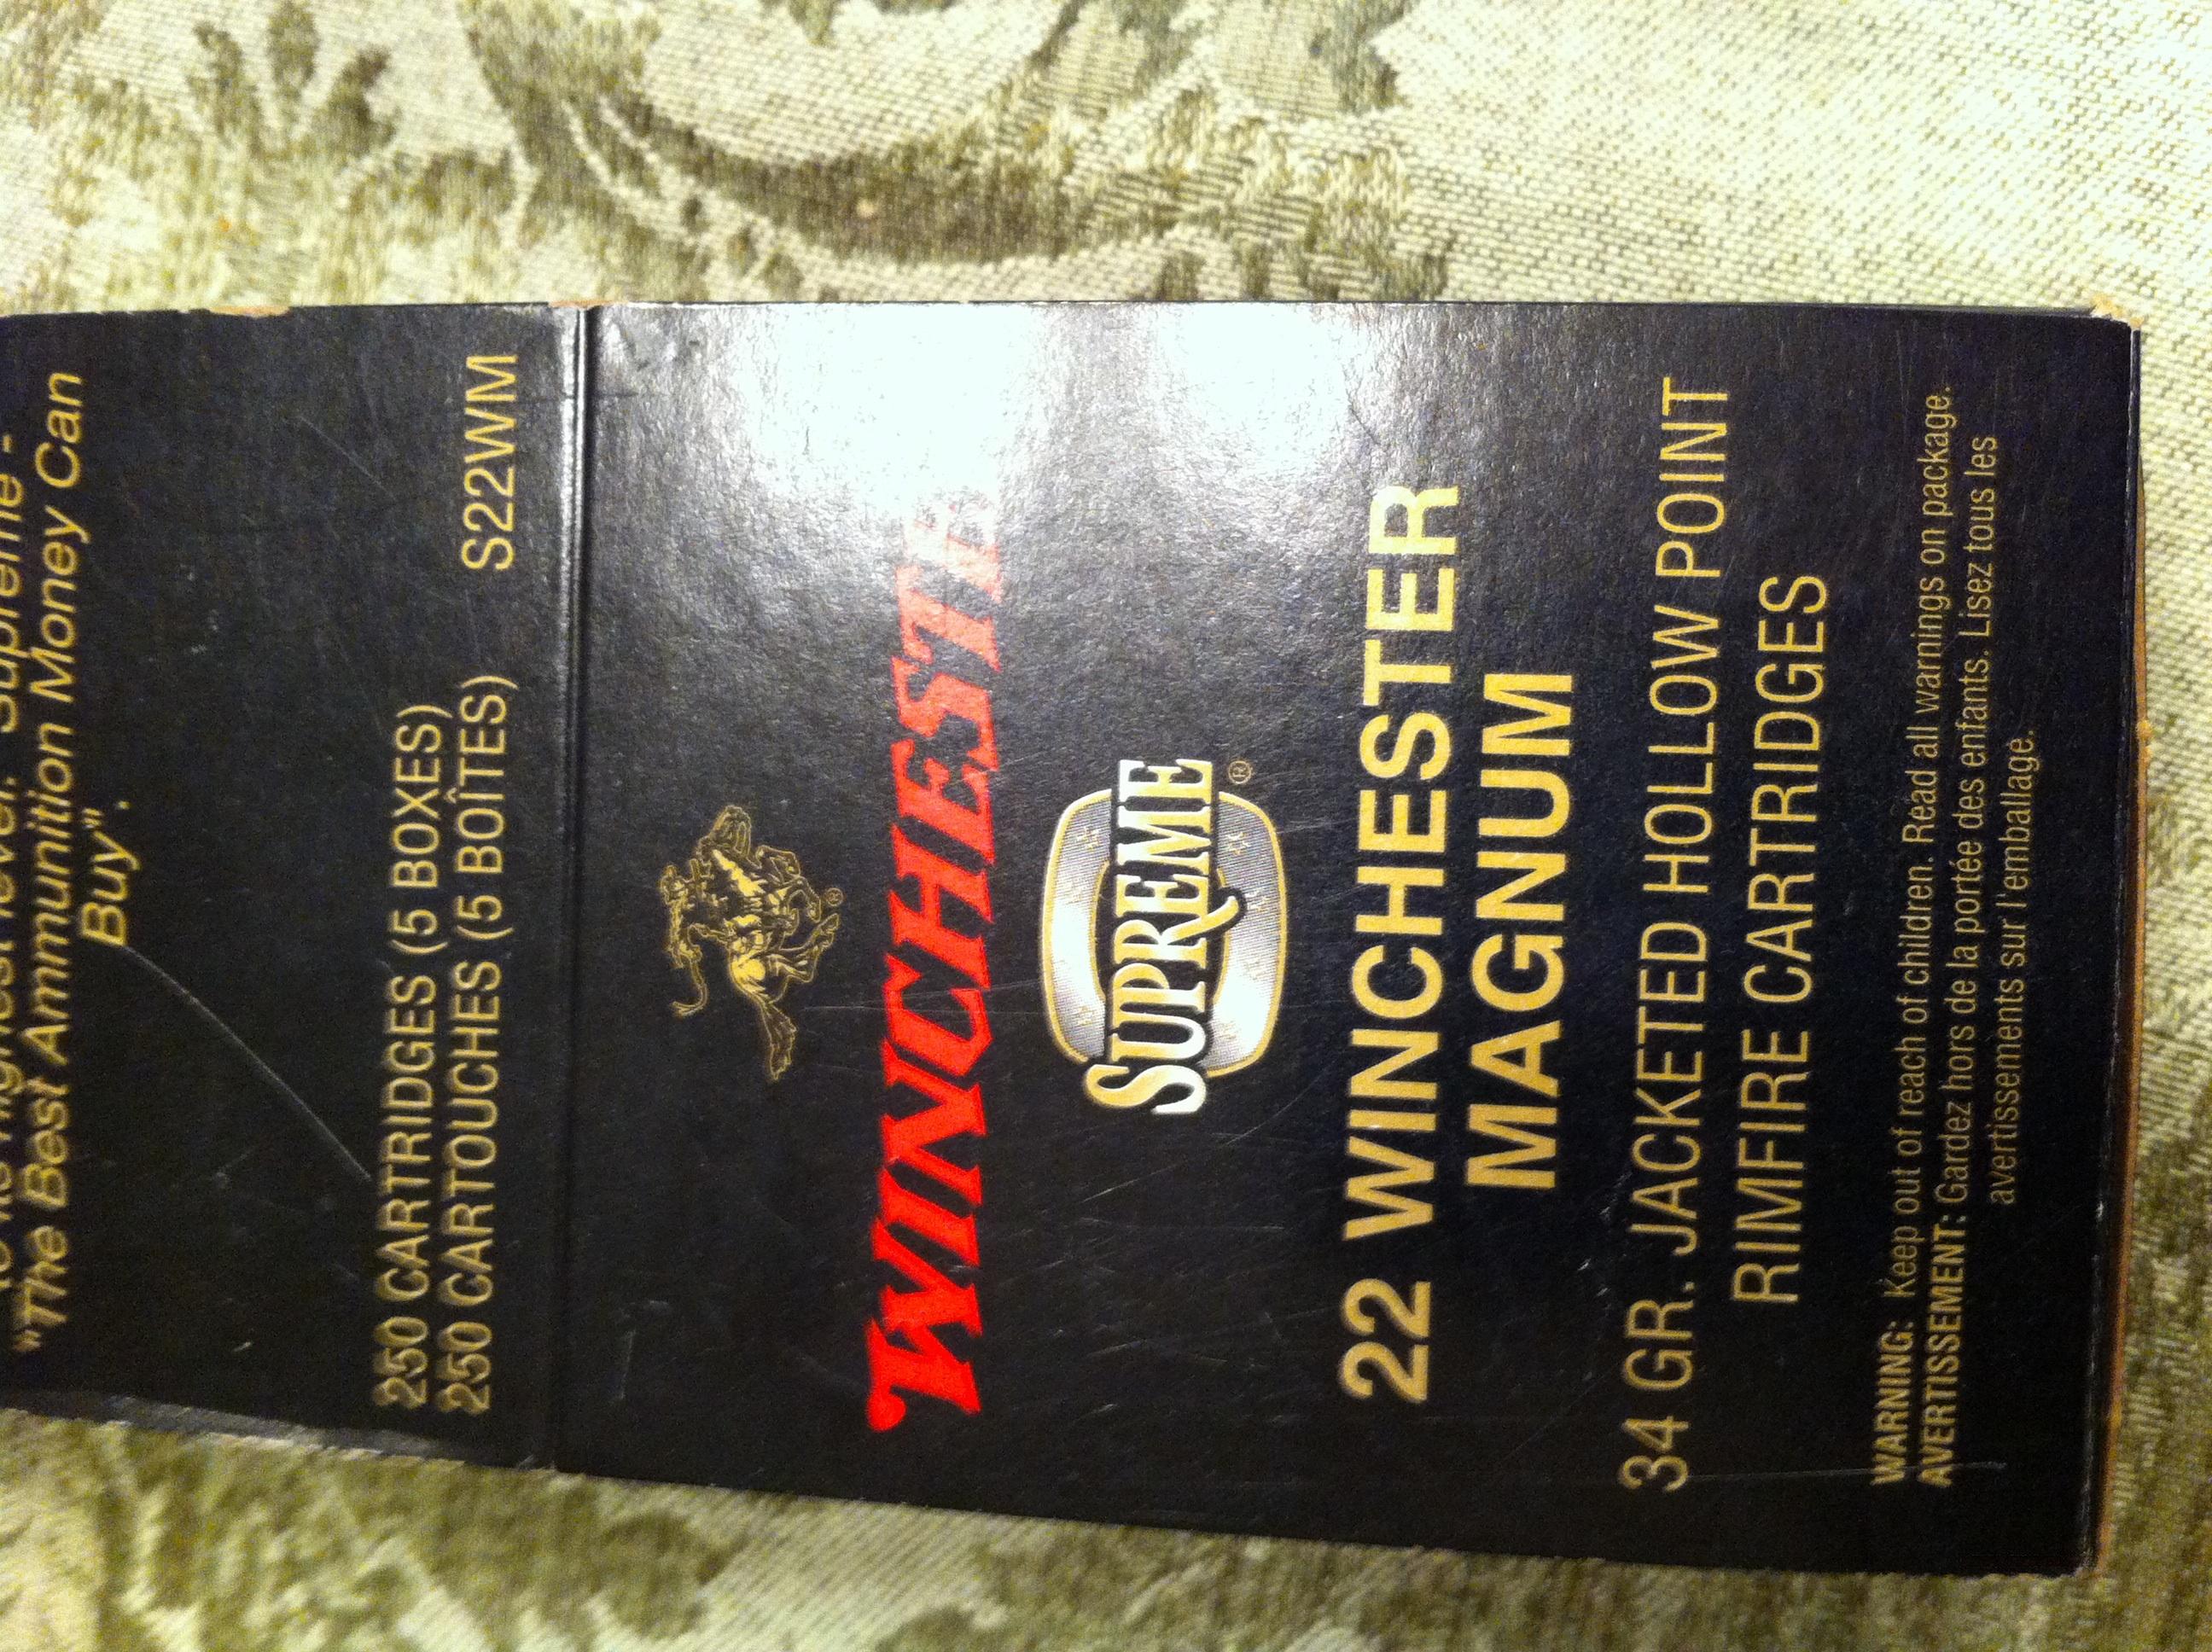 Supreme -
"The Best Ammunition Money Can
Buy".
250 CARTRIDGES (5 BOXES)
250 CARTOUCHES (5 BOÎTES)
S22WM
®
WINCHESTER
SUPREME®
22 WINCHESTER
MAGNUM
34 GR. JACKETED HOLLOW POINT
RIMFIRE CARTRIDGES
WARNING: Keep out of reach of children. Read all warnings on package.
AVERTISSEMENT: Gardez hors de la portée des enfants. Lisez tous les
avertissements sur l'emballage.